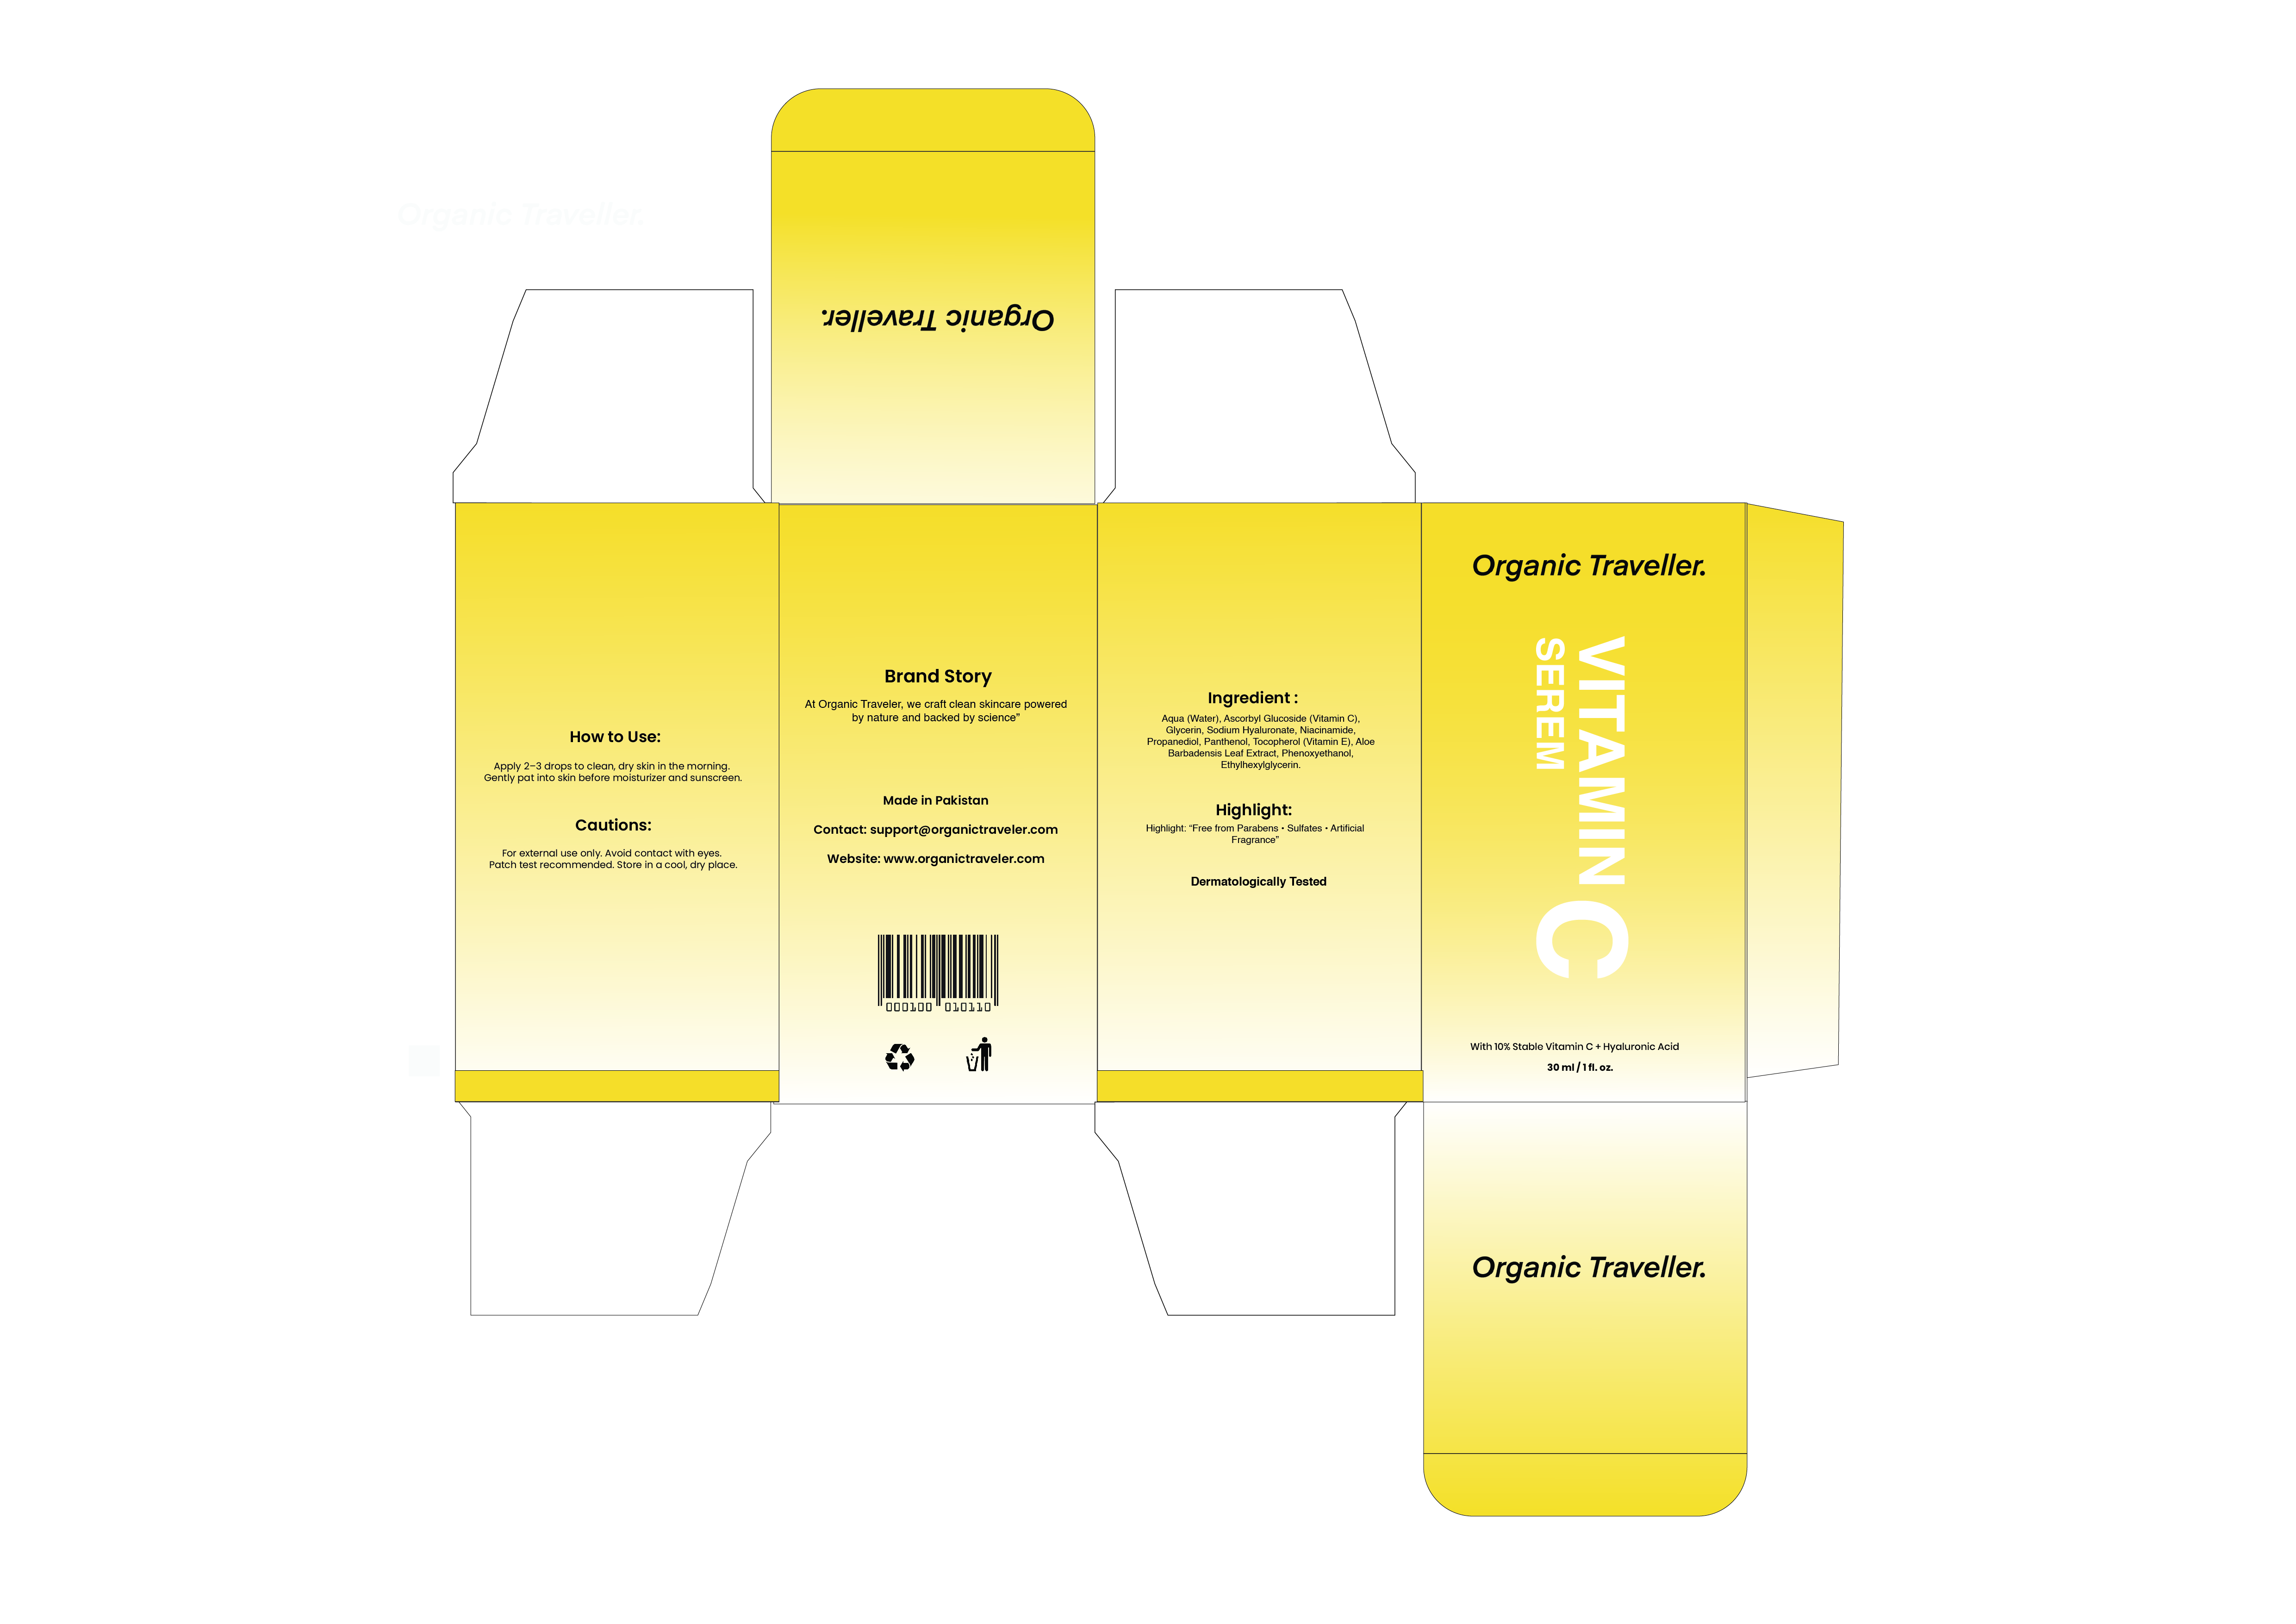 Organic Traveller.
Organic Traveller.
How to Use:
Apply 2–3 drops to clean, dry skin in the morning.
Gently pat into skin before moisturizer and sunscreen.
Cautions:
For external use only. Avoid contact with eyes.
Patch test recommended. Store in a cool, dry place.
Brand Story
At Organic Traveler, we craft clean skincare powered
by nature and backed by science”
Made in Pakistan
Contact: support@organictraveler.com
Website: www.organictraveler.com
000100 010110
Ingredient :
Aqua (Water), Ascorbyl Glucoside (Vitamin C),
Glycerin, Sodium Hyaluronate, Niacinamide,
Propanediol, Panthenol, Tocopherol (Vitamin E), Aloe
Barbadensis Leaf Extract, Phenoxyethanol,
Ethylhexylglycerin.
Highlight:
Highlight: “Free from Parabens • Sulfates • Artificial
Fragrance”
Dermatologically Tested
Organic Traveller.
VITAMIN C
SEREM
With 10% Stable Vitamin C + Hyaluronic Acid
30 ml / 1 fl. oz.
Organic Traveller.